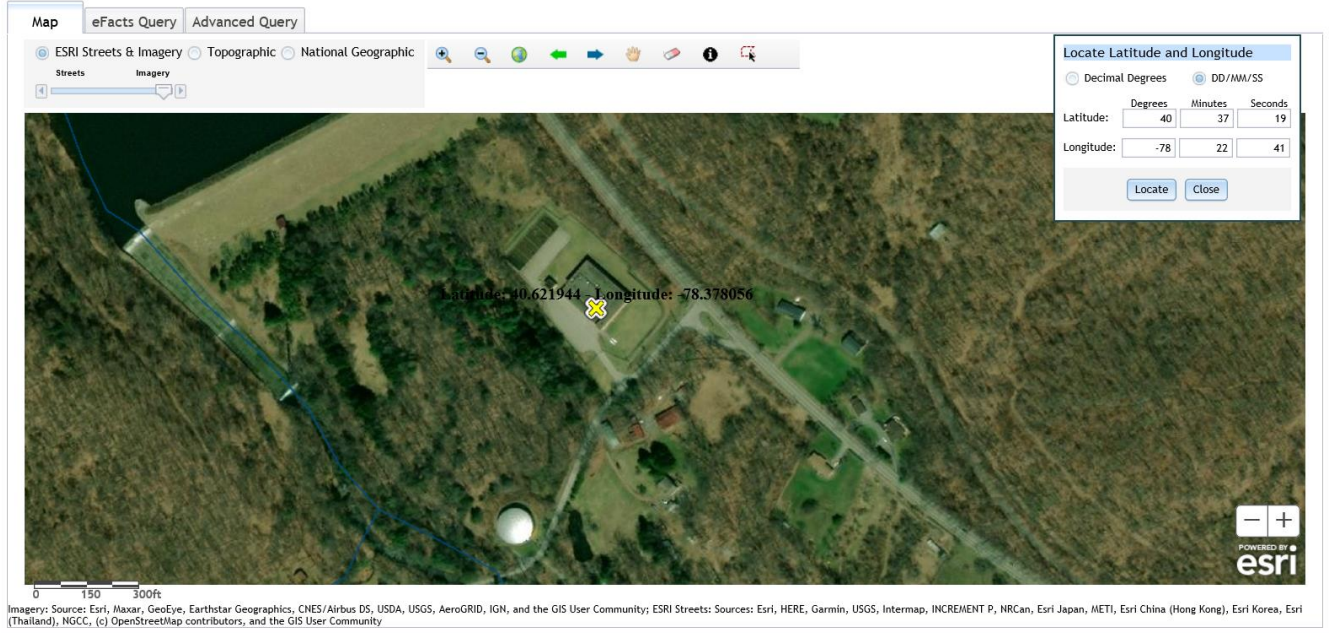 Map eFacts Query Advanced Query
ESRI Streets & Imagery Topographic National Geographic
Streets Imagery
Locate Latitude and Longitude
Decimal Degrees DD/MM/SS
Degrees Minutes Seconds
Latitude: 40 37 19
Longitude: -78 22 41
Locate Close
Latitude: 40.621944 - Longitude: -78.378056
POWERED BY
esri
0 150 300ft
Imagery: Source: Esri, Maxar, GeoEye, Earthstar Geographics, CNES/Airbus DS, USDA, USGS, AeroGRID, IGN, and the GIS User Community; ESRI Streets: Sources: Esri, HERE, Garmin, USGS, Intermap, INCREMENT P, NRCan, Esri Japan, METI, Esri China (Hong Kong), Esri Korea, Esri
(Thailand), NGCC, (c) OpenStreetMap contributors, and the GIS User Community